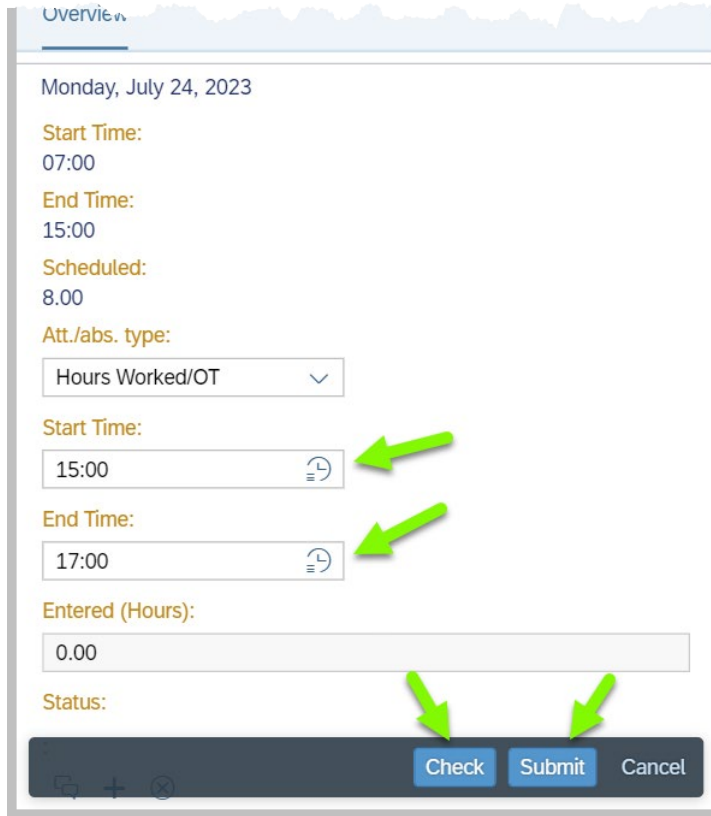 Overview
Monday, July 24, 2023
Start Time:
07:00
End Time:
15:00
Scheduled:
8.00
Att./abs. type:
Hours Worked/OT
Start Time:
15:00
End Time:
17:00
Entered (Hours):
0.00
Status:
:
Check Submit Cancel